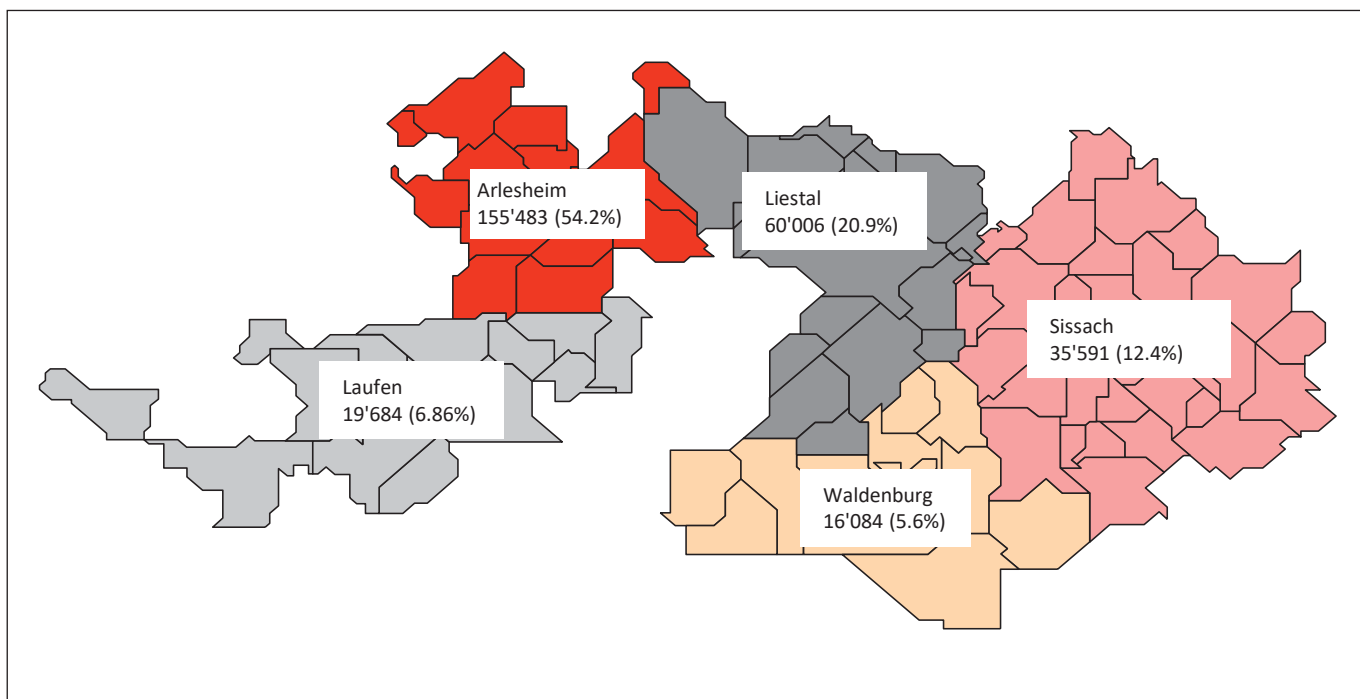 Arlesheim
155'483 (54.2%)
Liestal
60'006 (20.9%)
Sissach
35'591 (12.4%)
Laufen
19'684 (6.86%)
Waldenburg
16'084 (5.6%)